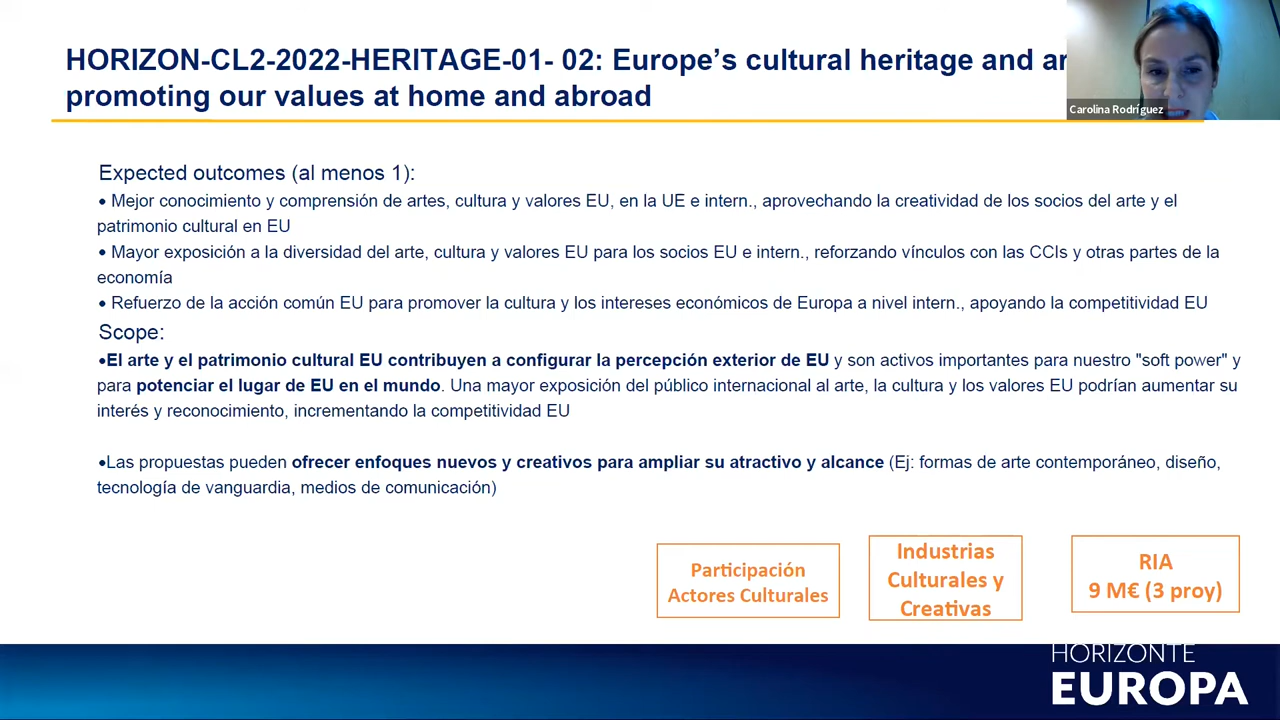 HORIZON-CL2-2022-HERITAGE-01- 02: Europe's cultural heritage and
promoting our values at home and abroad
Carolina Rodríguez
Expected outcomes (al menos 1):
• Mejor conocimiento y comprensión de artes, cultura y valores EU, en la UE e intern., aprovechando la creatividad de los socios del arte y el
patrimonio cultural en EU
• Mayor exposición a la diversidad del arte, cultura y valores EU para los socios EU e intern., reforzando vínculos con las CCIs y otras partes de la
economía
• Refuerzo de la acción común EU para promover la cultura y los intereses económicos de Europa a nivel intern., apoyando la competitividad EU
Scope:
•El arte y el patrimonio cultural EU contribuyen a configurar la percepción exterior de EU y son activos importantes para nuestro "soft power" y
para potenciar el lugar de EU en el mundo. Una mayor exposición del público internacional al arte, la cultura y los valores EU podrían aumentar su
interés y reconocimiento, incrementando la competitividad EU
•Las propuestas pueden ofrecer enfoques nuevos y creativos para ampliar su atractivo y alcance (Ej: formas de arte contemporáneo, diseño,
tecnología de vanguardia, medios de comunicación)
Participación
Actores Culturales
Industrias
Culturales y
Creativas
RIA
9 M€ (3 proy)
HORIZONTE
EUROPA